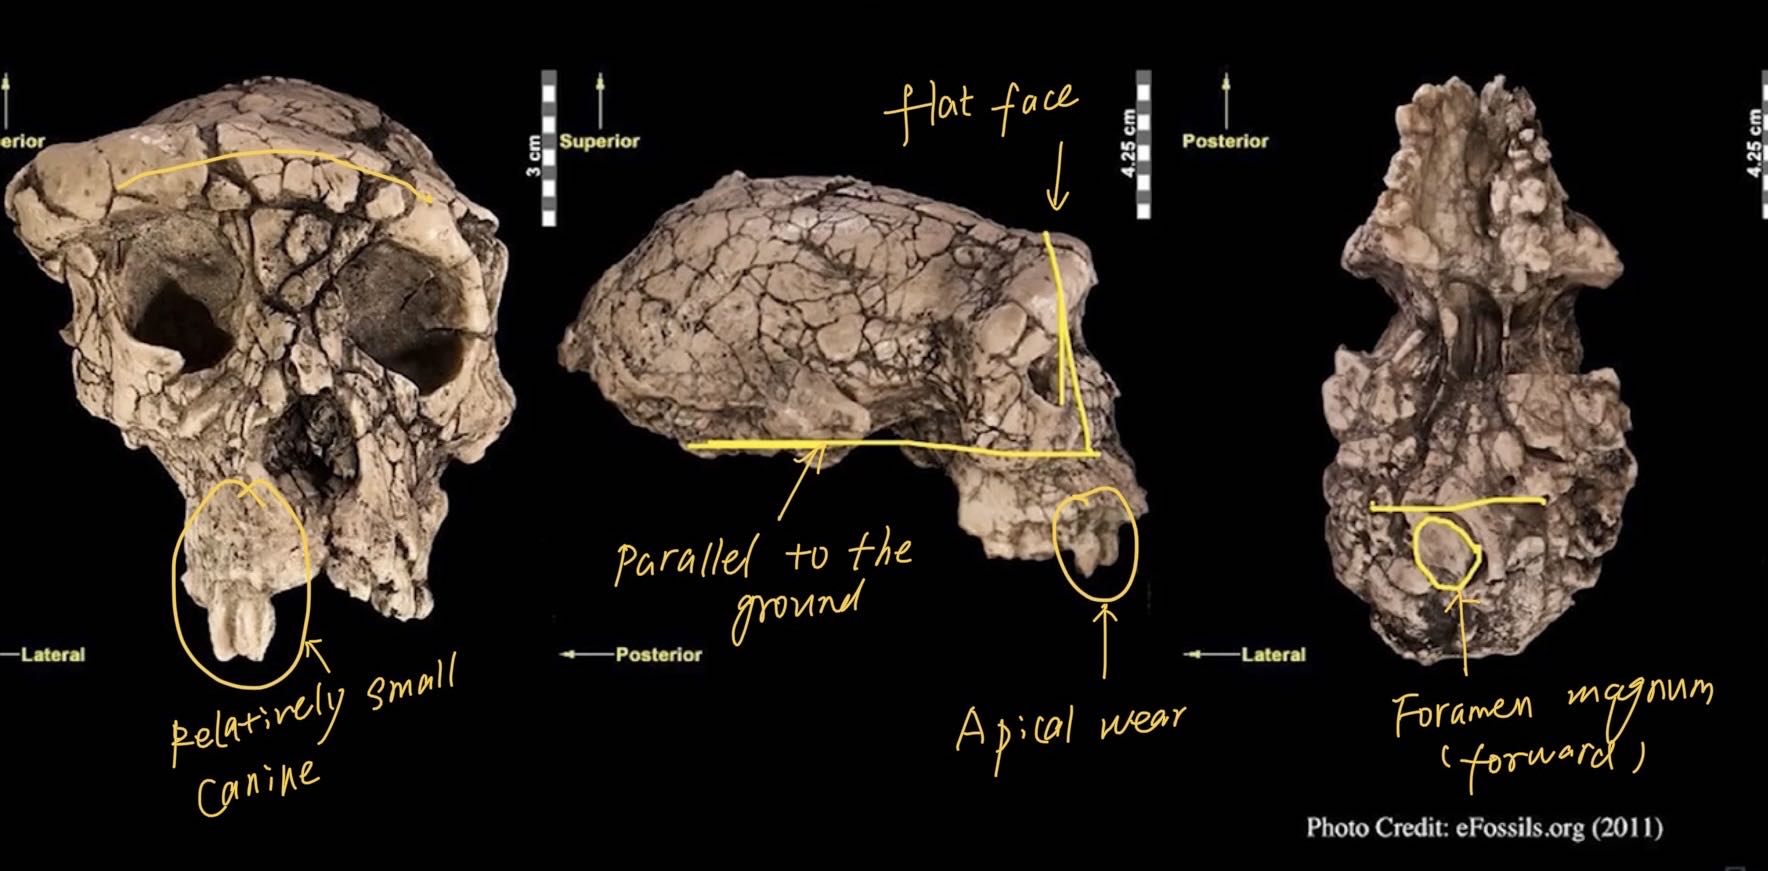 erior
3 cm
Superior
flat face
4.25 cm
Posterior
4.25 cm
Parallel to the
ground
Lateral
Posterior
Lateral
Relatively small
canine
Apical wear
Foramen magnum
(forward)
Photo Credit: eFossils.org (2011)